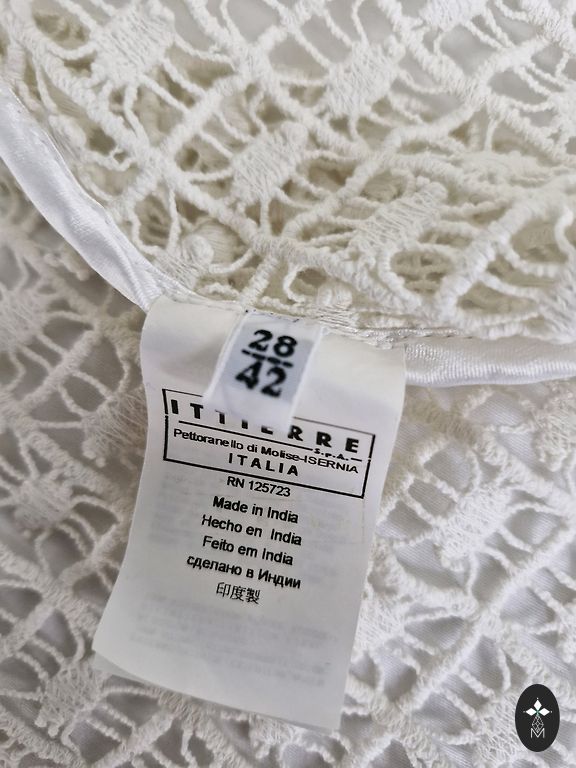 28
42
ITTIERRE
S.p.A.
Pettoranello di Molise-ISERNIA
ITALIA
RN 125723
Made in India
Hecho en India
Feito em India
сделано в Индии
印度製
M